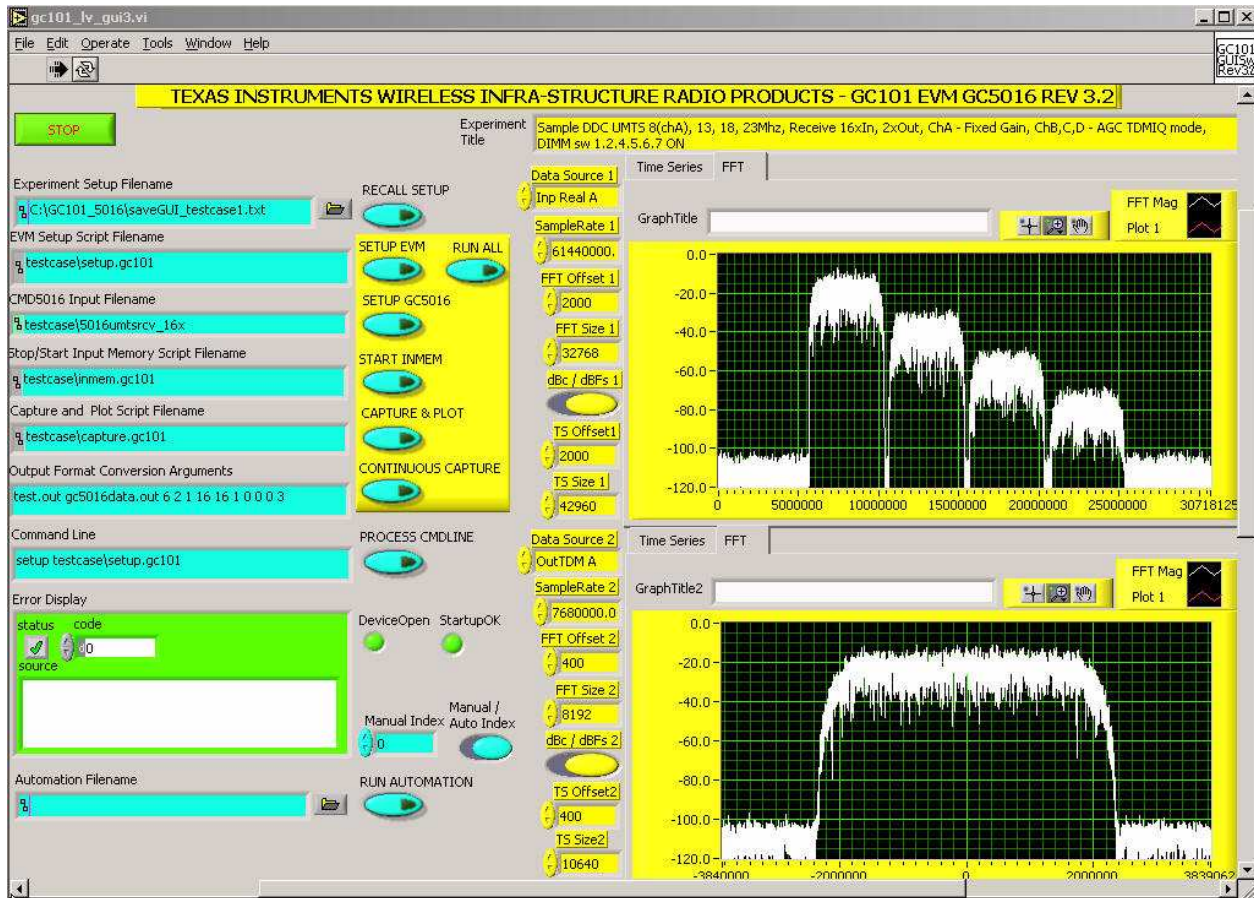 gc101_lv_gui3.vi
File Edit Operate Tools Window Help
GC101
GUISw
Rev3.2
TEXAS INSTRUMENTS WIRELESS INFRA-STRUCTURE RADIO PRODUCTS - GC101 EVM GC5016 REV 3.2
STOP
Experiment Title
Sample DDC UMTS 8(chA), 13, 18, 23Mhz, Receive 16xIn, 2xOut, ChA - Fixed Gain, ChB,C,D - AGC TDMIQ mode,
DIMM sw 1.2.4.5.6.7 ON
Experiment Setup Filename
C:\GC101_5016\saveGUI_testcase1.txt
EVM Setup Script Filename
testcase\setup.gc101
CMD5016 Input Filename
testcase\5016umtsrcv_16x
Stop/Start Input Memory Script Filename
testcase\inmem.gc101
Capture and Plot Script Filename
testcase\capture.gc101
Output Format Conversion Arguments
test.out gc5016data.out 6 2 1 16 16 1 0 0 0 3
Command Line
setup testcase\setup.gc101
Error Display
status code
0
source
Automation Filename
RECALL SETUP
SETUP EVM RUN ALL
SETUP GC5016
START INMEM
CAPTURE & PLOT
CONTINUOUS CAPTURE
PROCESS CMDLINE
DeviceOpen StartupOK
Manual Index
Manual /
Auto Index
0
RUN AUTOMATION
Data Source 1
Inp Real A
SampleRate 1
61440000.
FFT Offset 1
2000
FFT Size 1
32768
dBc / dBFs 1
TS Offset1
2000
TS Size 1
42960
Data Source 2
OutTDM A
SampleRate 2
7680000.0
FFT Offset 2
400
FFT Size 2
8192
dBc / dBFs 2
TS Offset2
400
TS Size2
10640
Time Series FFT
GraphTitle
FFT Mag
Plot 1
0.0
-20.0
-40.0
-60.0
-80.0
-100.0
-120.0
0 5000000 10000000 15000000 20000000 25000000 30718125
Time Series FFT
GraphTitle2
FFT Mag
Plot 1
0.0
-20.0
-40.0
-60.0
-80.0
-100.0
-120.0
-3840000 -2000000 0 2000000 3839062